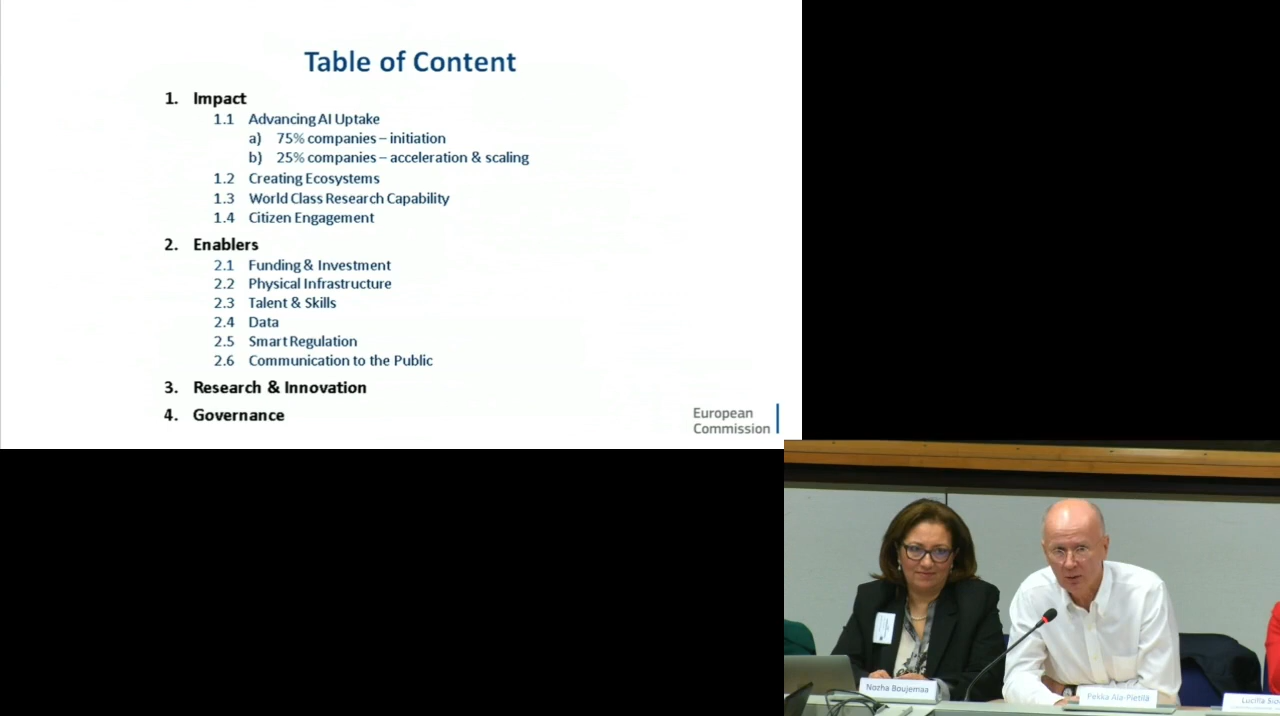 Table of Content
1. Impact
1.1 Advancing AI Uptake
a) 75% companies – initiation
b) 25% companies – acceleration & scaling
1.2 Creating Ecosystems
1.3 World Class Research Capability
1.4 Citizen Engagement
2. Enablers
2.1 Funding & Investment
2.2 Physical Infrastructure
2.3 Talent & Skills
2.4 Data
2.5 Smart Regulation
2.6 Communication to the Public
3. Research & Innovation
4. Governance
European
Commission
Nozha Boujemaa
Pekka Ala-Pietilä
Lucilla